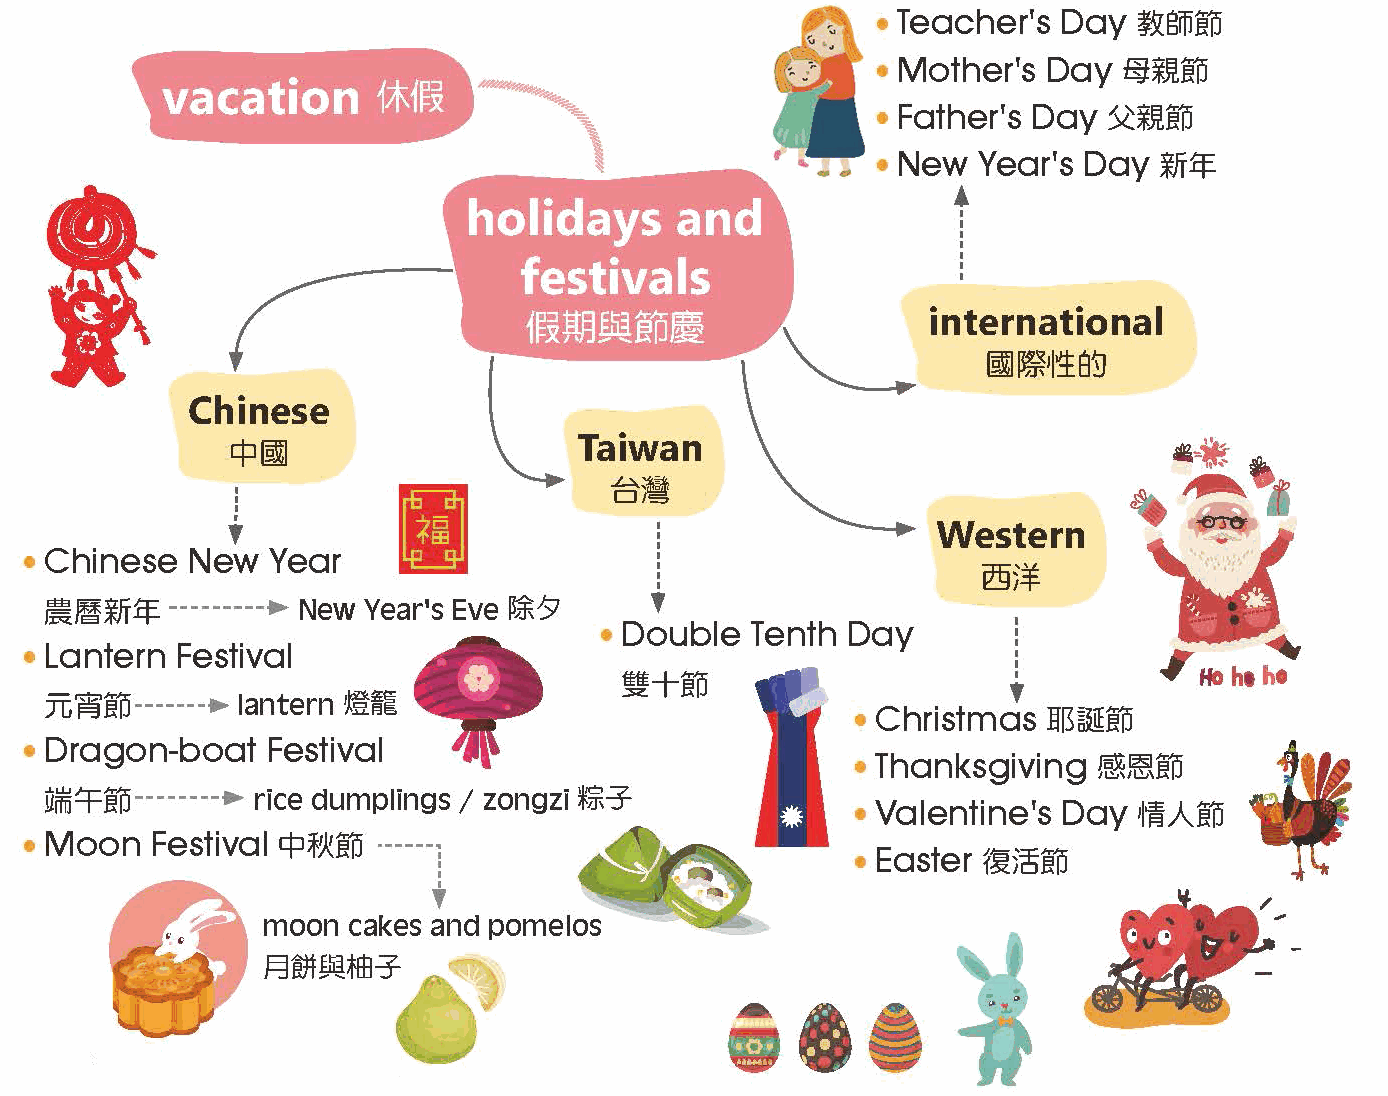 vacation 休假
holidays and
festivals
假期與節慶
Teacher's Day 教師節
Mother's Day 母親節
Father's Day 父親節
New Year's Day 新年
international
國際性的
Chinese
中國
Chinese New Year
農曆新年 New Year's Eve 除夕
Lantern Festival
元宵節 lantern 燈籠
Dragon-boat Festival
端午節 rice dumplings / zongzi 粽子
Moon Festival 中秋節
moon cakes and pomelos
月餅與柚子
福
Taiwan
台灣
Double Tenth Day
雙十節
Western
西洋
Christmas 耶誕節
Thanksgiving 感恩節
Valentine's Day 情人節
Easter 復活節
Ho ho ho